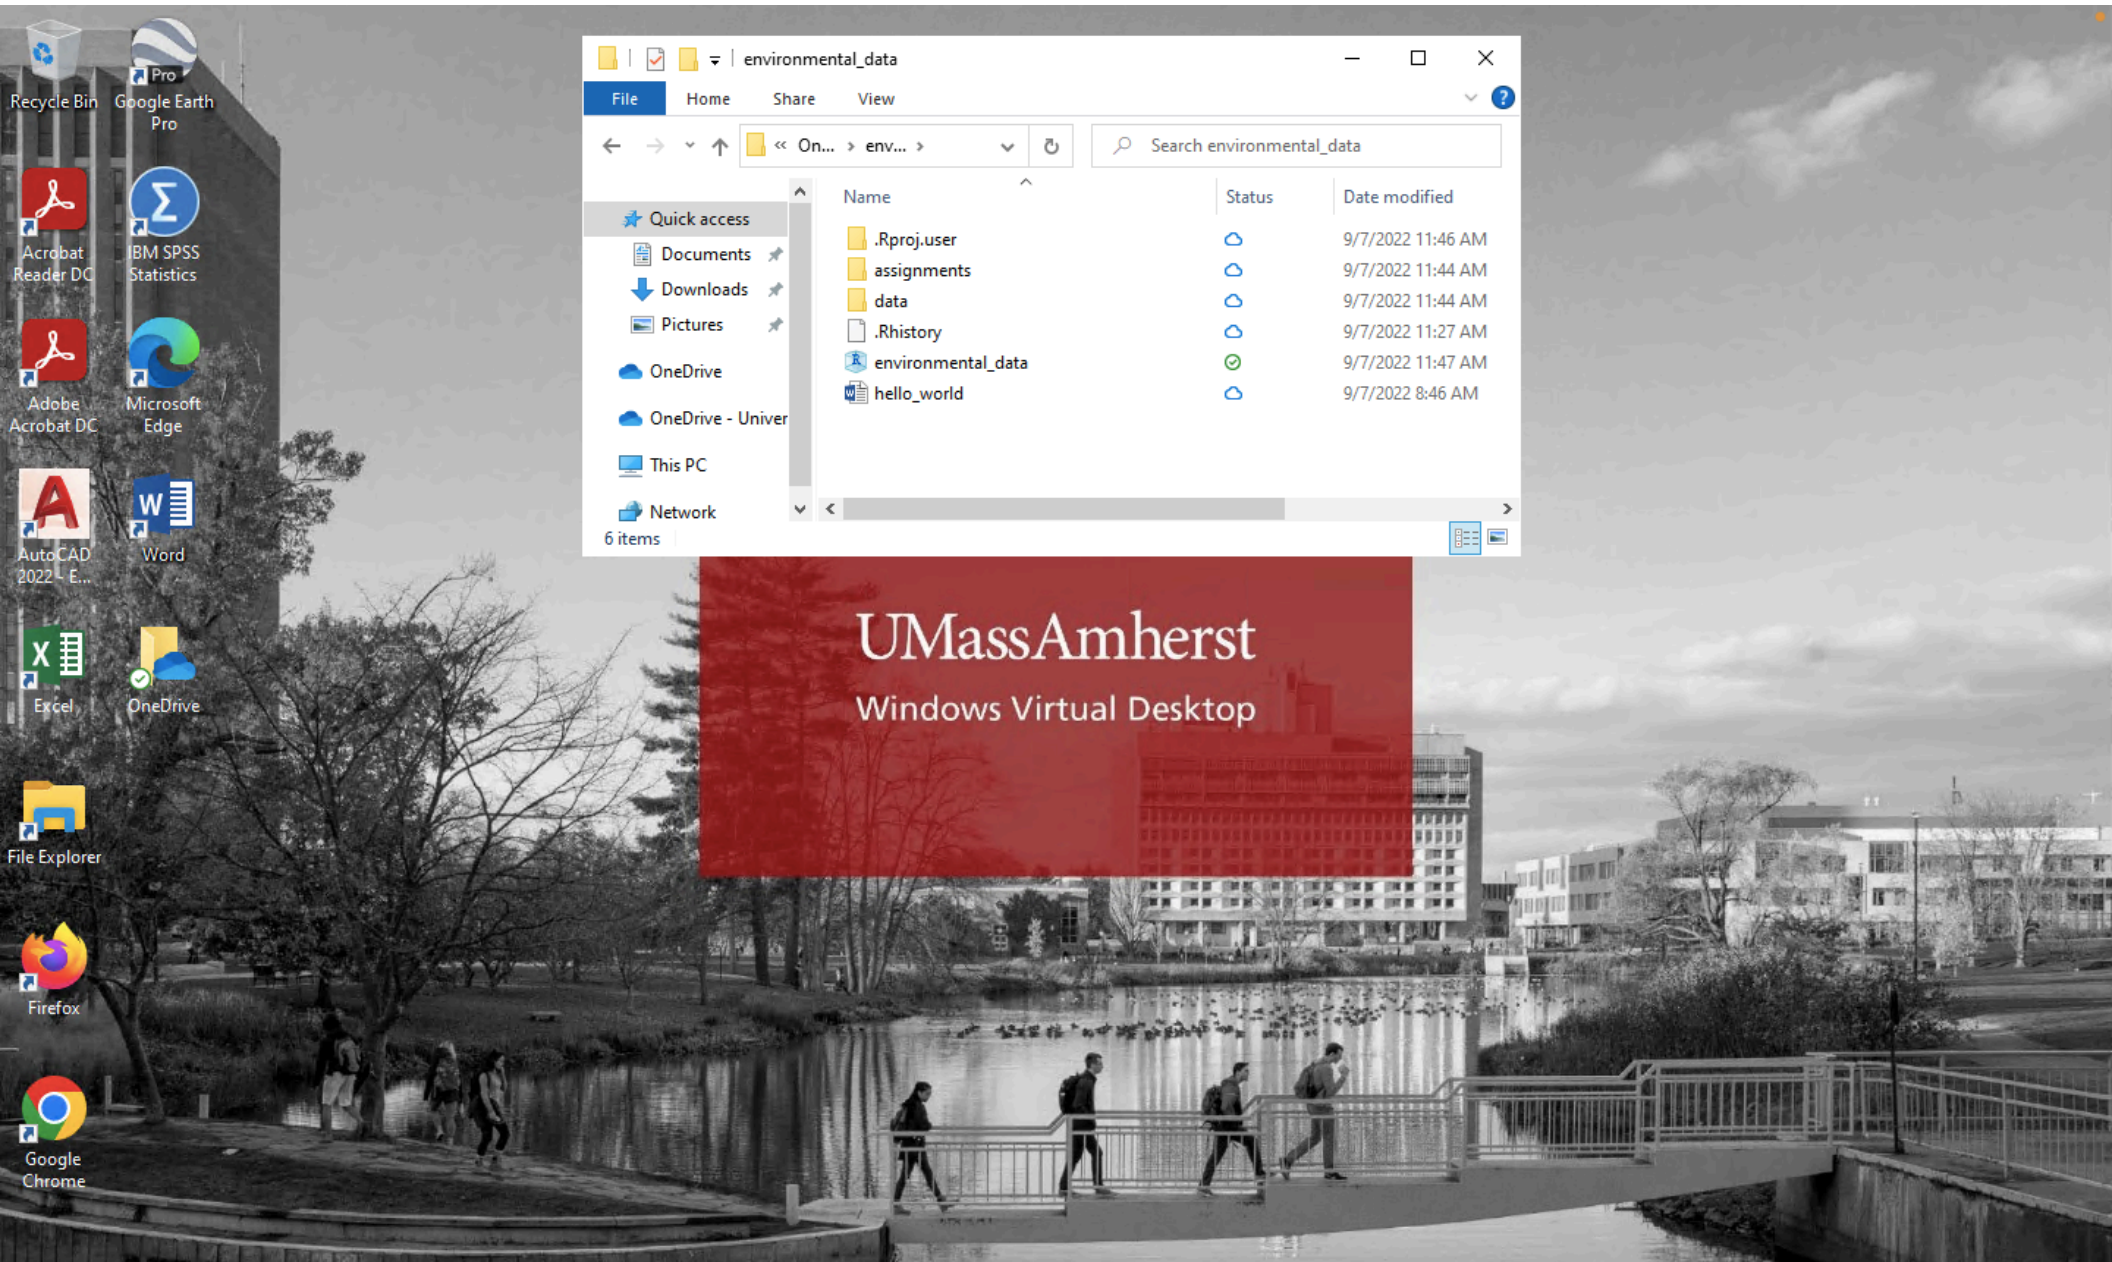 Recycle Bin
Pro
Google Earth
Pro
Acrobat
Reader DC
IBM SPSS
Statistics
Adobe
Acrobat DC
Microsoft
Edge
AutoCAD
2022 - E...
Word
Excel
OneDrive
File Explorer
Firefox
Google
Chrome
environmental_data
File Home Share View
« On... › env... ›
Search environmental_data
Quick access
Documents
Downloads
Pictures
OneDrive
OneDrive - Univer
This PC
Network
Name Status Date modified
.Rproj.user 9/7/2022 11:46 AM
assignments 9/7/2022 11:44 AM
data 9/7/2022 11:44 AM
.Rhistory 9/7/2022 11:27 AM
environmental_data 9/7/2022 11:47 AM
hello_world 9/7/2022 8:46 AM
6 items
UMassAmherst
Windows Virtual Desktop